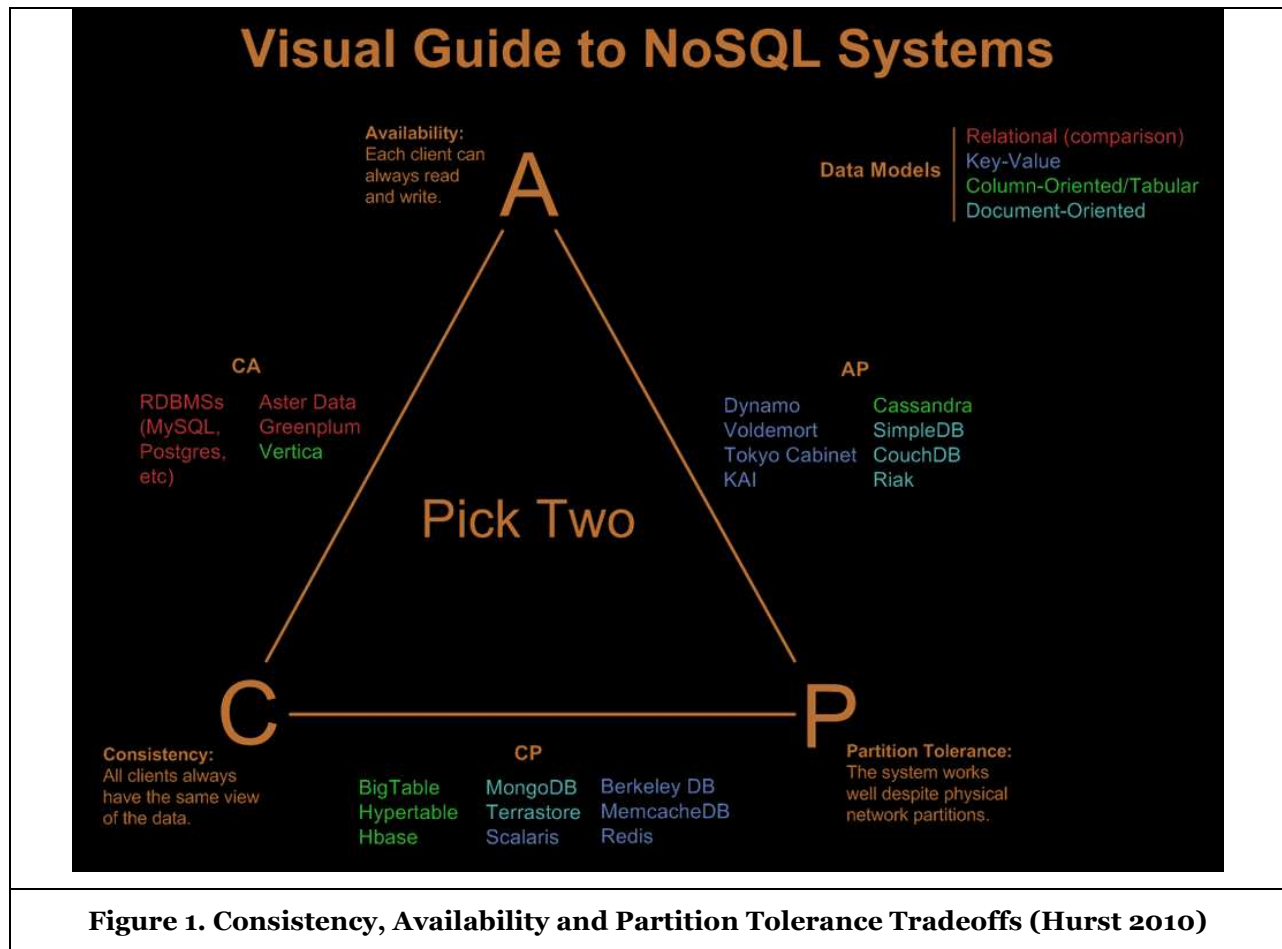 Visual Guide to NoSQL Systems
Availability:
Each client can
always read
and write.
A
Data Models
Relational (comparison)
Key-Value
Column-Oriented/Tabular
Document-Oriented
CA
RDBMSs
(MySQL,
Postgres,
etc)
Aster Data
Greenplum
Vertica
AP
Dynamo
Voldemort
Tokyo Cabinet
KAI
Cassandra
SimpleDB
CouchDB
Riak
Pick Two
C
P
Consistency:
All clients always
have the same view
of the data.
CP
BigTable
Hypertable
Hbase
MongoDB
Terrastore
Scalaris
Berkeley DB
MemcacheDB
Redis
Partition Tolerance:
The system works
well despite physical
network partitions.
Figure 1. Consistency, Availability and Partition Tolerance Tradeoffs (Hurst 2010)